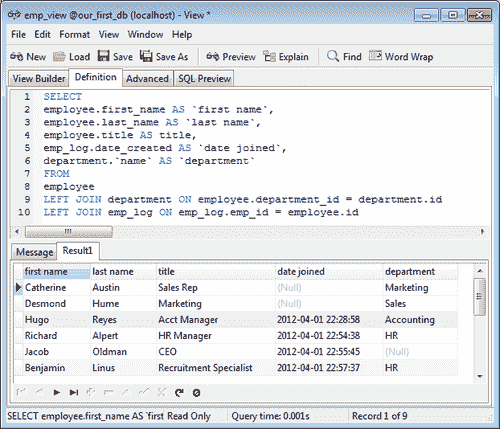 emp_view @our_first_db (localhost) - View *
File Edit Format View Window Help
New Load Save Save As Preview Explain Find Word Wrap
View Builder Definition Advanced SQL Preview
1 SELECT
2 employee.first_name AS `first name`,
3 employee.last_name AS `last name`,
4 employee.title AS title,
5 emp_log.date_created AS `date joined`,
6 department.`name` AS `department`
7 FROM
8 employee
9 LEFT JOIN department ON employee.department_id = department.id
10 LEFT JOIN emp_log ON emp_log.emp_id = employee.id
Message Result1
first name last name title date joined department
Catherine Austin Sales Rep (Null) Marketing
Desmond Hume Marketing (Null) Sales
Hugo Reyes Acct Manager 2012-04-01 22:28:58 Accounting
Richard Alpert HR Manager 2012-04-01 22:54:38 HR
Jacob Oldman CEO 2012-04-01 22:55:45 (Null)
Benjamin Linus Recruitment Specialist 2012-04-01 22:57:37 HR
SELECT employee.first_name AS `first Read Only Query time: 0.001s Record 1 of 9